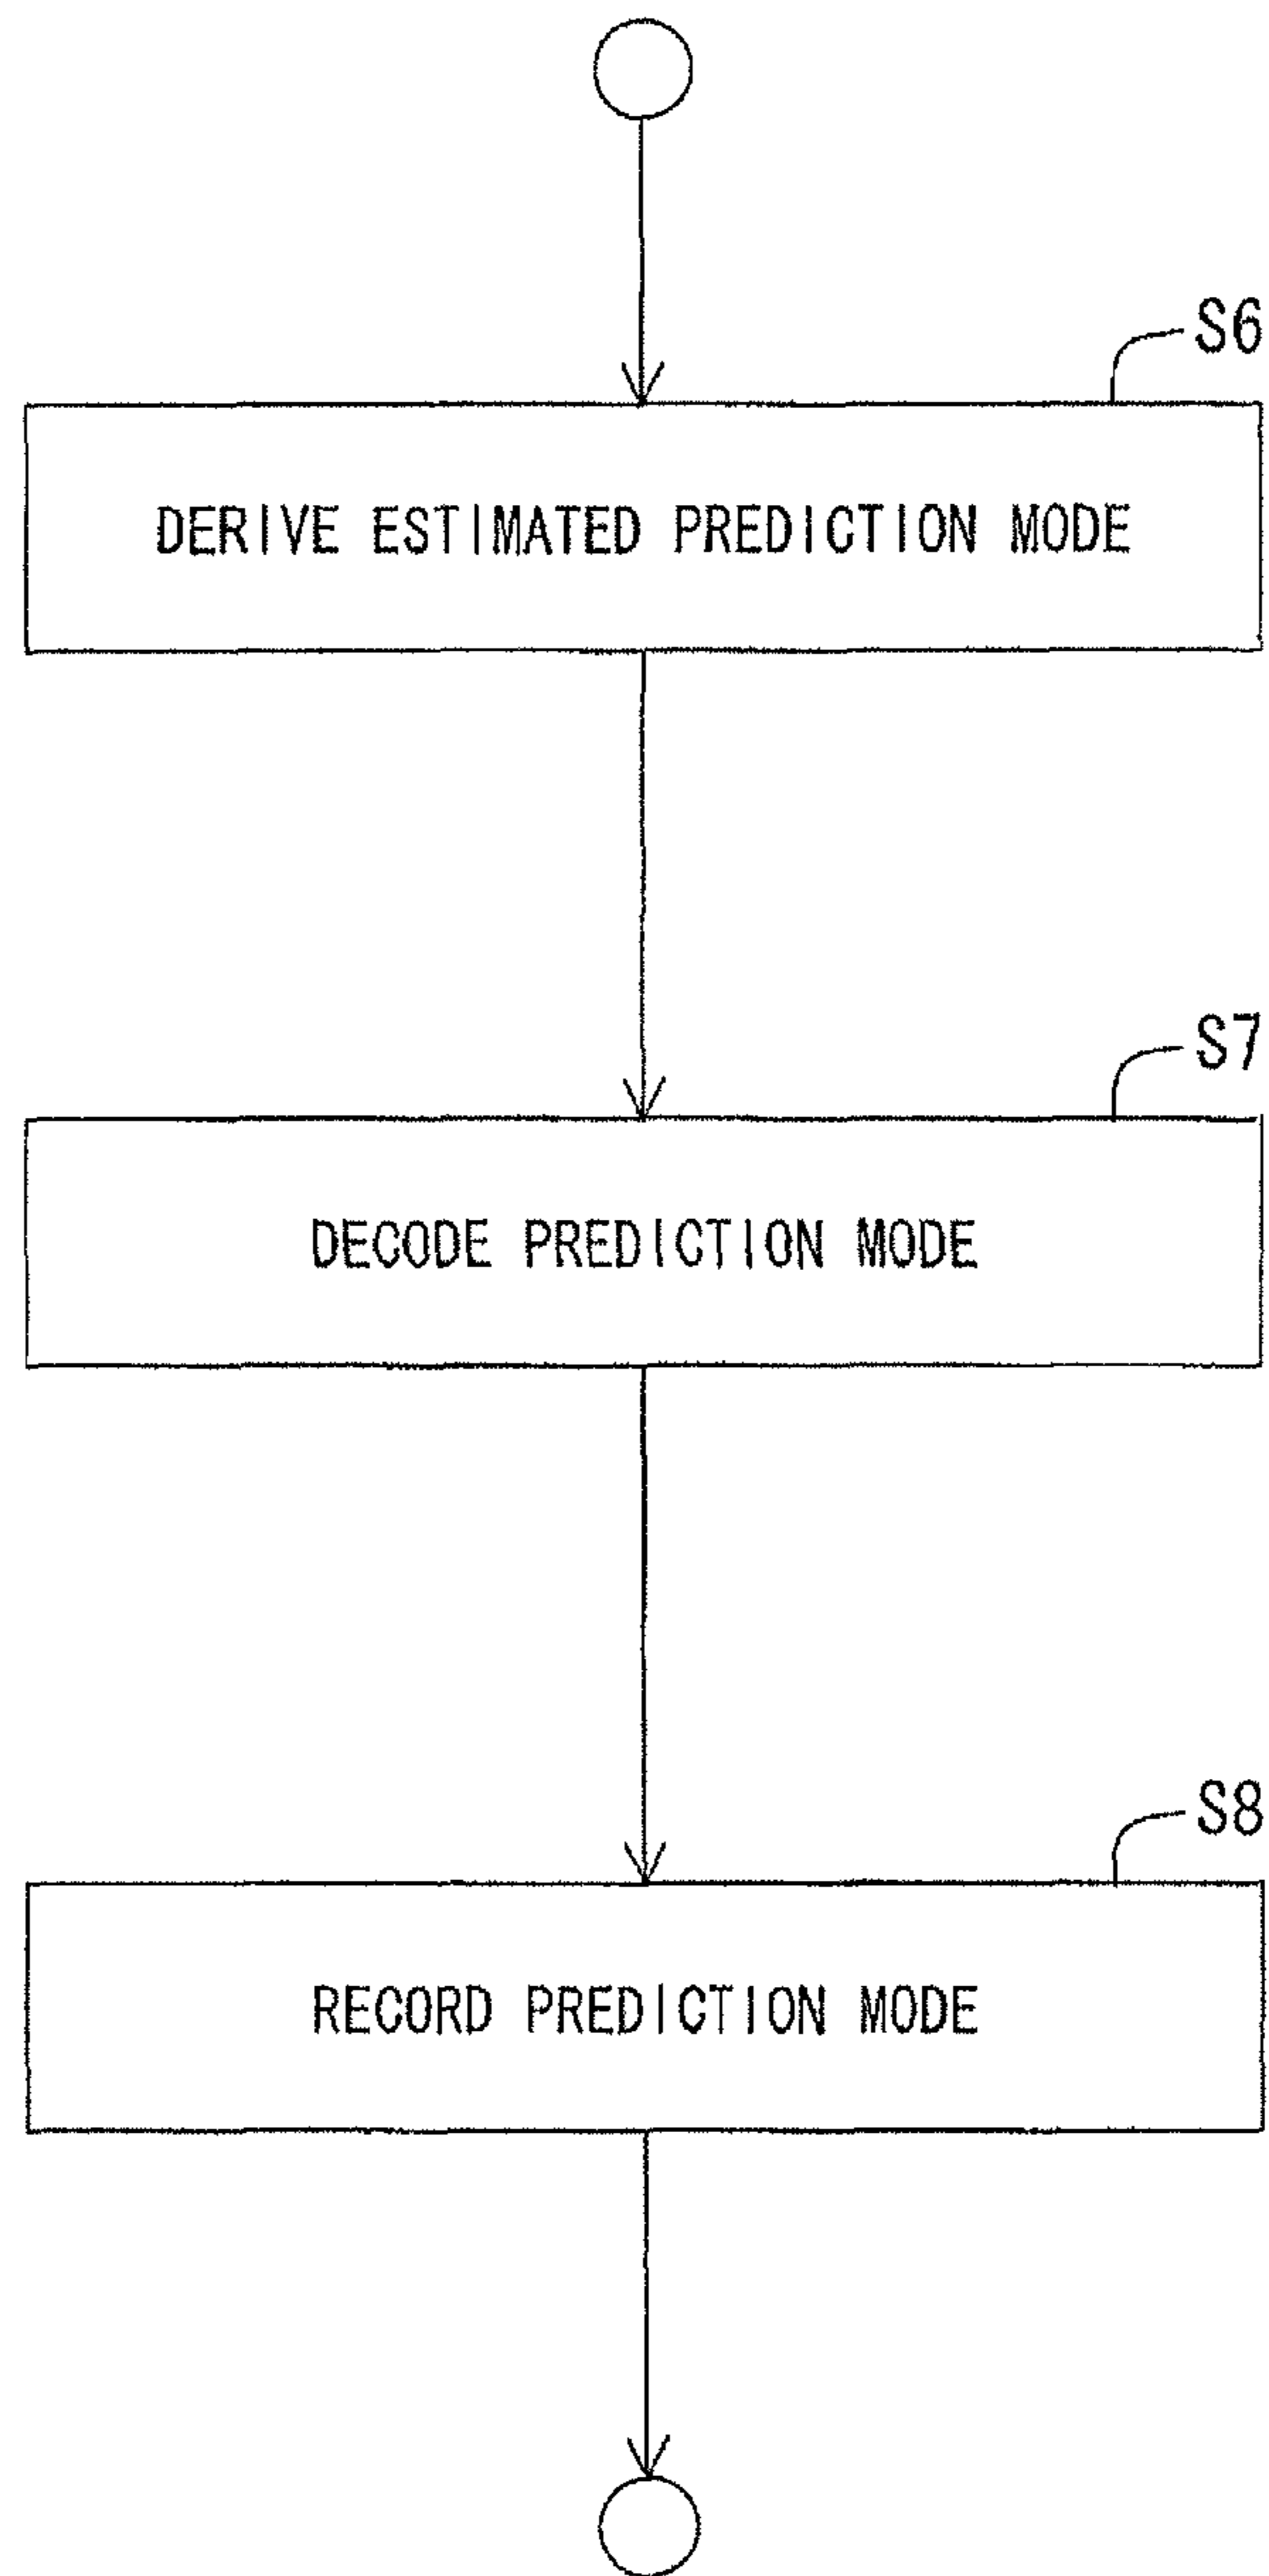 S6
DERIVE ESTIMATED PREDICTION MODE
S7
DECODE PREDICTION MODE
S8
RECORD PREDICTION MODE